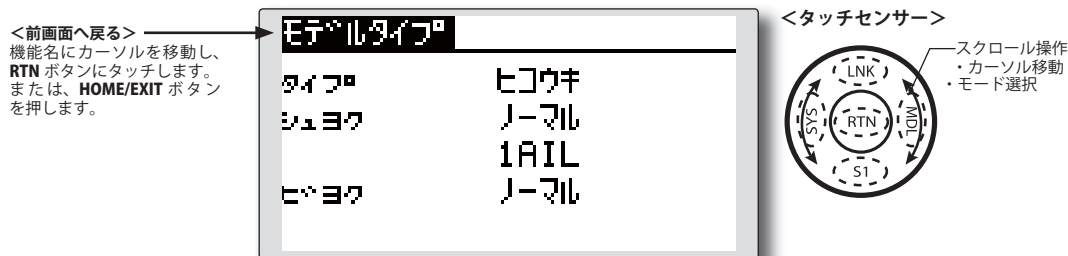 <前画面へ戻る>
機能名にカーソルを移動し、
RTN ボタンにタッチします。
または、HOME/EXIT ボタン
を押します。
モデルタイプ
タイプ ヒコウキ
シュヨク ノーマル
1AIL
ビヨク ノーマル
<タッチセンサー>
スクロール操作
・カーソル移動
・モード選択
LNK
SYS
RTN
MDL
S1